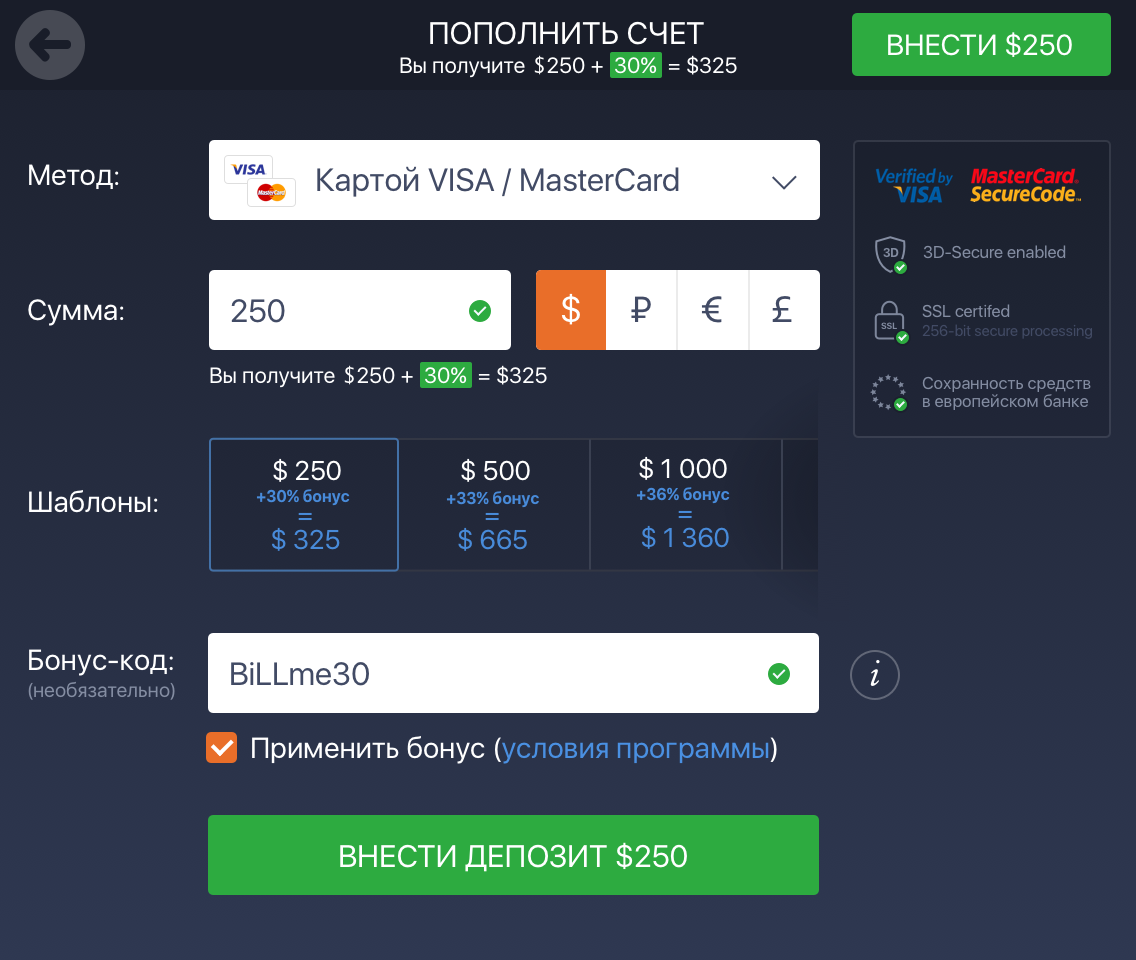 ПОПОЛНИТЬ СЧЕТ
Вы получите $250 + 30% = $325
ВНЕСТИ $250
Метод:
VISA
MasterCard
Картой VISA / MasterCard
Verified by VISA
MasterCard. SecureCode™
3D
3D-Secure enabled
SSL
SSL certifed
256-bit secure processing
Сохранность средств
в европейском банке
Сумма:
250
$ ₽ € £
Вы получите $250 + 30% = $325
Шаблоны:
$ 250
+30% бонус
=
$ 325
$ 500
+33% бонус
=
$ 665
$ 1 000
+36% бонус
=
$ 1 360
Бонус-код:
(необязательно)
BiLLme30
i
Применить бонус (условия программы)
ВНЕСТИ ДЕПОЗИТ $250